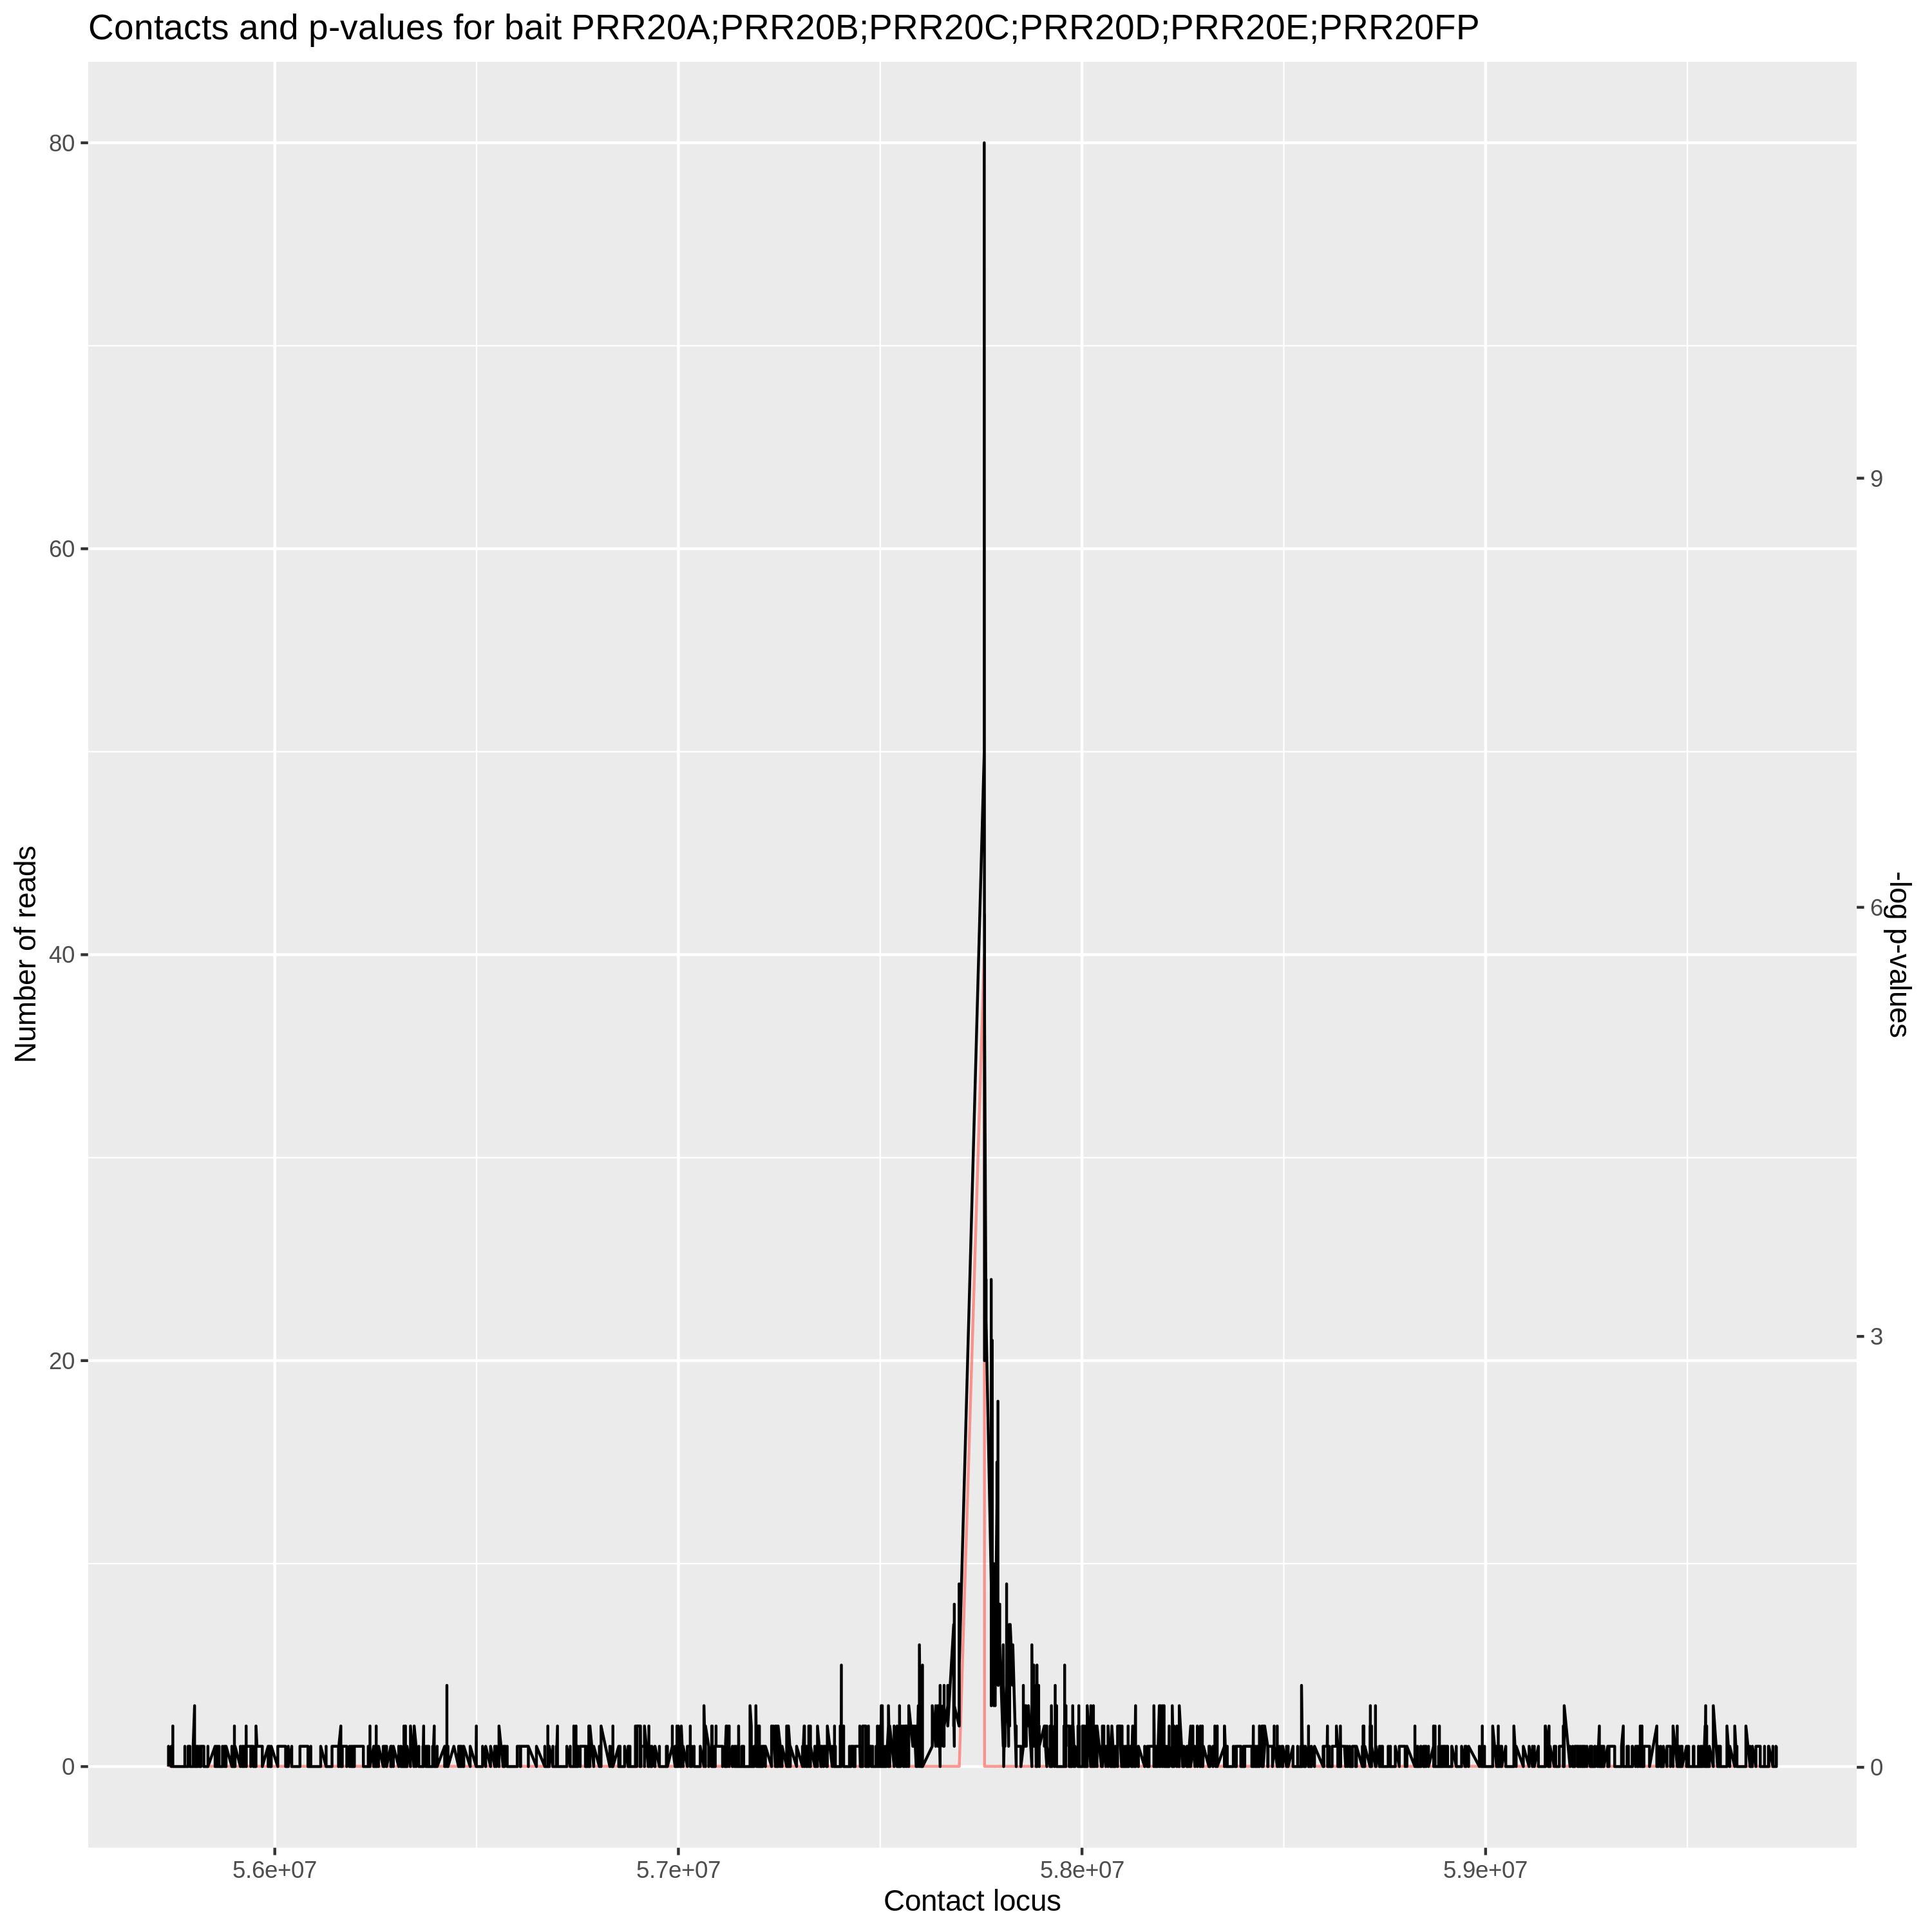 Contacts and p-values for bait PRR20A;PRR20B;PRR20C;PRR20D;PRR20E;PRR20FP
80
60
40
20
0
Number of reads
9
6
3
0
-log p-values
5.6e+07
5.7e+07
5.8e+07
5.9e+07
Contact locus